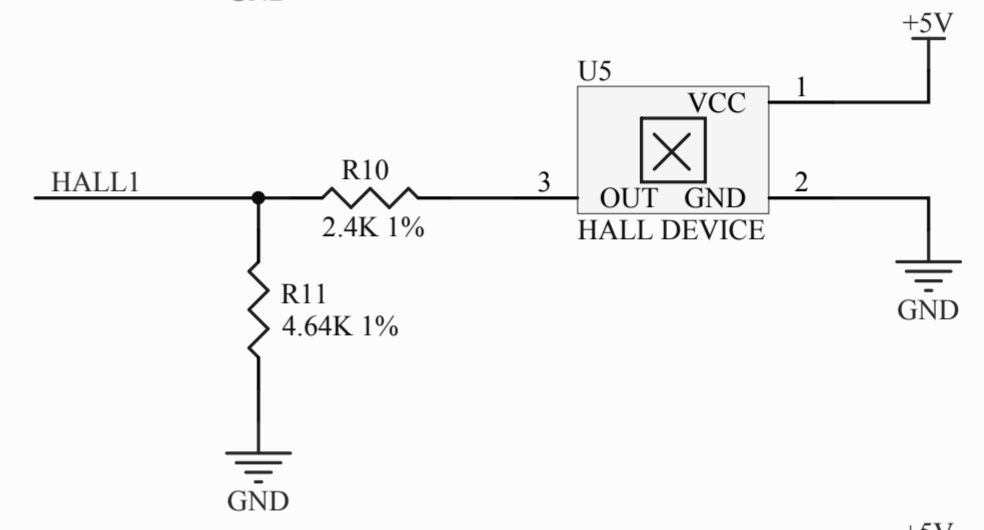 +5V
U5
1
VCC
HALL1
R10
3
2
OUT GND
2.4K 1%
HALL DEVICE
R11
4.64K 1%
GND
GND